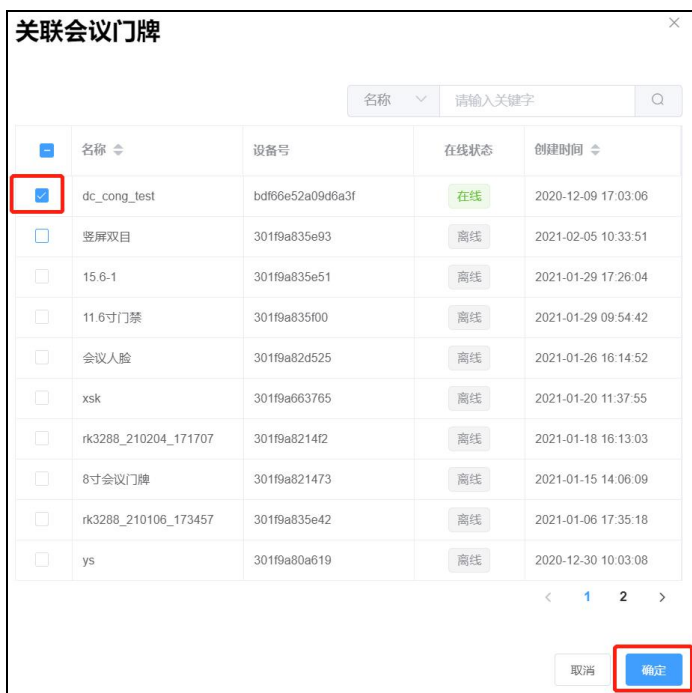 关联会议门牌
名称 请输入关键字
名称 设备号 在线状态 创建时间
dc_cong_test bdf66e52a09d6a3f 在线 2020-12-09 17:03:06
竖屏双目 301f9a835e93 离线 2021-02-05 10:33:51
15.6-1 301f9a835e51 离线 2021-01-29 17:26:04
11.6寸门禁 301f9a835f00 离线 2021-01-29 09:54:42
会议人脸 301f9a82d525 离线 2021-01-26 16:14:52
xsk 301f9a663765 离线 2021-01-20 11:37:55
rk3288_210204_171707 301f9a8214f2 离线 2021-01-18 16:13:03
8寸会议门牌 301f9a821473 离线 2021-01-15 14:06:09
rk3288_210106_173457 301f9a835e42 离线 2021-01-06 17:35:18
ys 301f9a80a619 离线 2020-12-30 10:03:08
1 2
取消 确定